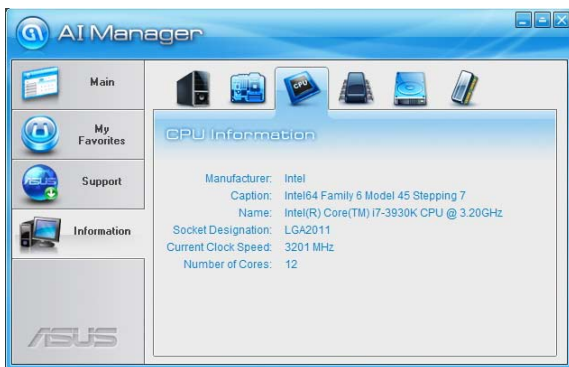 AI Manager
Main
My
Favorites
Support
Information
ASUS
CPU
CPU Information
Manufacturer: Intel
Caption: Intel64 Family 6 Model 45 Stepping 7
Name: Intel(R) Core(TM) i7-3930K CPU @ 3.20GHz
Socket Designation: LGA2011
Current Clock Speed: 3201 MHz
Number of Cores: 12
/ISUS